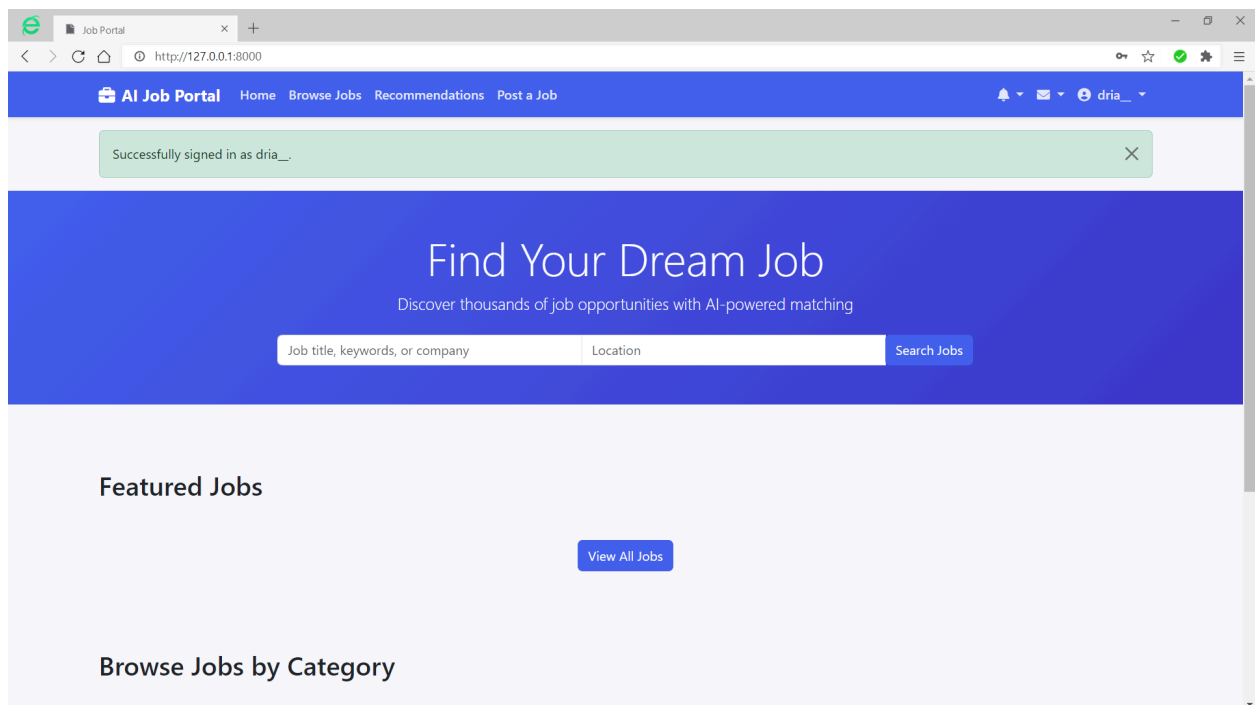 Job Portal
http://127.0.0.1:8000
AI Job Portal Home Browse Jobs Recommendations Post a Job dria__
Successfully signed in as dria__.
Find Your Dream Job
Discover thousands of job opportunities with AI-powered matching
Job title, keywords, or company Location Search Jobs
Featured Jobs
View All Jobs
Browse Jobs by Category